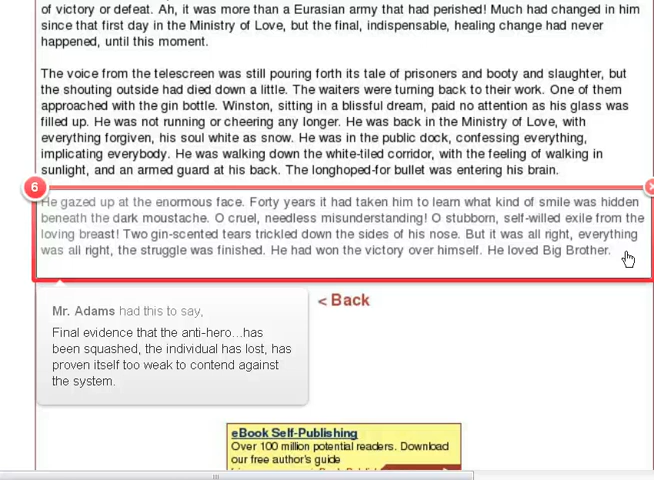 of victory or defeat. Ah, it was more than a Eurasian army that had perished! Much had changed in him
since that first day in the Ministry of Love, but the final, indispensable, healing change had never
happened, until this moment.
The voice from the telescreen was still pouring forth its tale of prisoners and booty and slaughter, but
the shouting outside had died down a little. The waiters were turning back to their work. One of them
approached with the gin bottle. Winston, sitting in a blissful dream, paid no attention as his glass was
filled up. He was not running or cheering any longer. He was back in the Ministry of Love, with
everything forgiven, his soul white as snow. He was in the public dock, confessing everything,
implicating everybody. He was walking down the white-tiled corridor, with the feeling of walking in
sunlight, and an armed guard at his back. The longhoped-for bullet was entering his brain.
6
He gazed up at the enormous face. Forty years it had taken him to learn what kind of smile was hidden
beneath the dark moustache. O cruel, needless misunderstanding! O stubborn, self-willed exile from the
loving breast! Two gin-scented tears trickled down the sides of his nose. But it was all right, everything
was all right, the struggle was finished. He had won the victory over himself. He loved Big Brother.
< Back
Mr. Adams had this to say,
Final evidence that the anti-hero...has
been squashed, the individual has lost, has
proven itself too weak to contend against
the system.
eBook Self-Publishing
Over 100 million potential readers. Download
our free author's guide